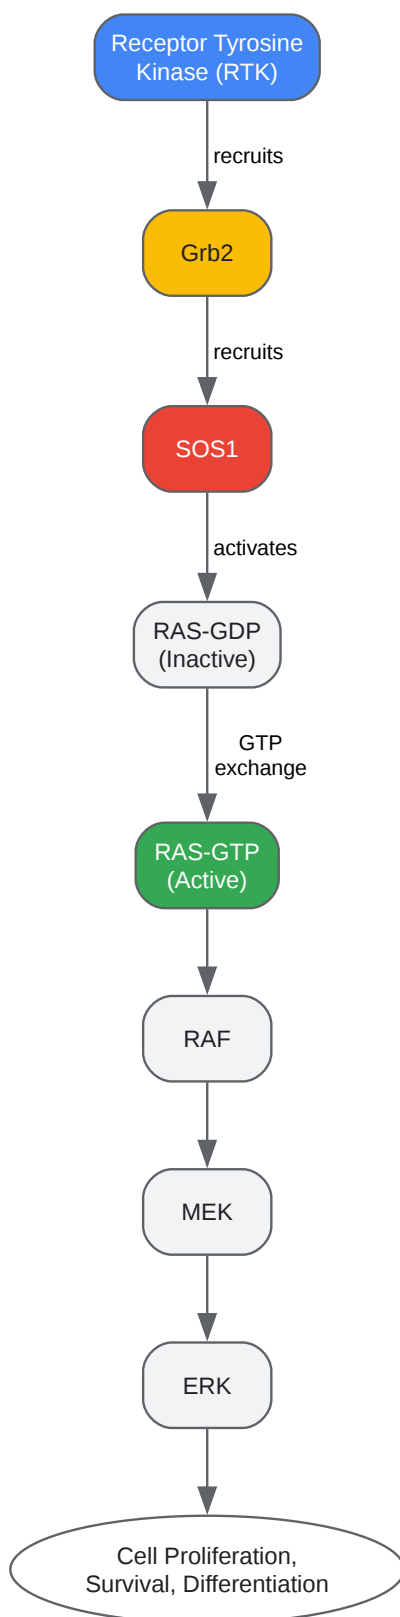 Receptor Tyrosine
Kinase (RTK)
recruits
Grb2
recruits
SOS1
activates
RAS-GDP
(Inactive)
GTP
exchange
RAS-GTP
(Active)
RAF
MEK
ERK
Cell Proliferation,
Survival, Differentiation